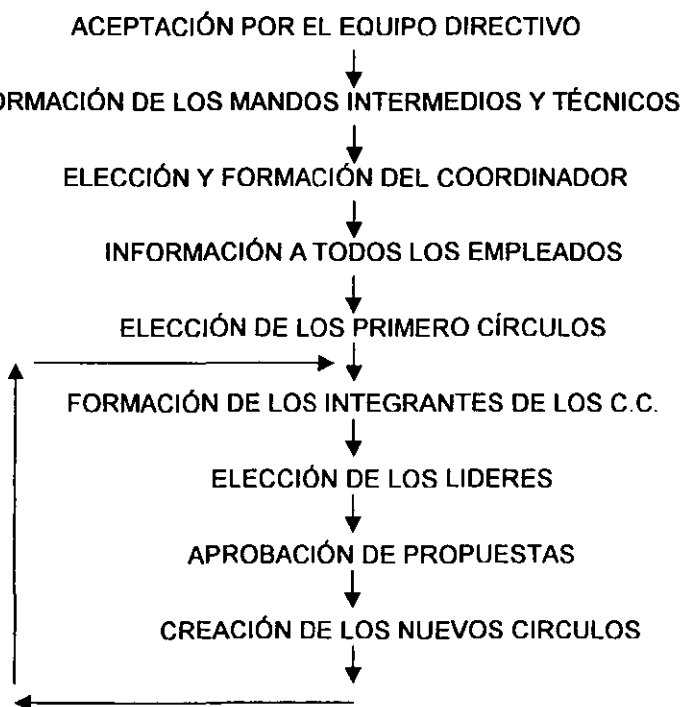 ACEPTACIÓN POR EL EQUIPO DIRECTIVO
ORMACIÓN DE LOS MANDOS INTERMEDIOS Y TÉCNICOS
ELECCIÓN Y FORMACIÓN DEL COORDINADOR
INFORMACIÓN A TODOS LOS EMPLEADOS
ELECCIÓN DE LOS PRIMERO CÍRCULOS
FORMACIÓN DE LOS INTEGRANTES DE LOS C.C.
ELECCIÓN DE LOS LIDERES
APROBACIÓN DE PROPUESTAS
CREACIÓN DE LOS NUEVOS CIRCULOS